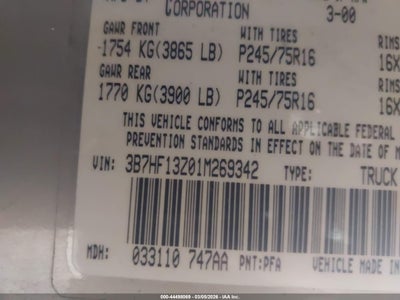 CORPORATION 3-00
GAWR FRONT WITH TIRES RIMS
1754 KG(3865 LB) P245/75R16 16X
GAWR REAR WITH TIRES RIMS
1770 KG(3900 LB) P245/75R16 16X
THIS VEHICLE CONFORMS TO ALL APPLICABLE FEDERAL
PREVENTION STANDARDS IN EFFECT ON THE DATE OF M
VIN: 3B7HF13Z01M269342 TYPE: TRUCK
MDH: 033110 747AA PNT:PFA VEHICLE MADE IN
000-44498069 - 03/05/2026 - IAA Inc.